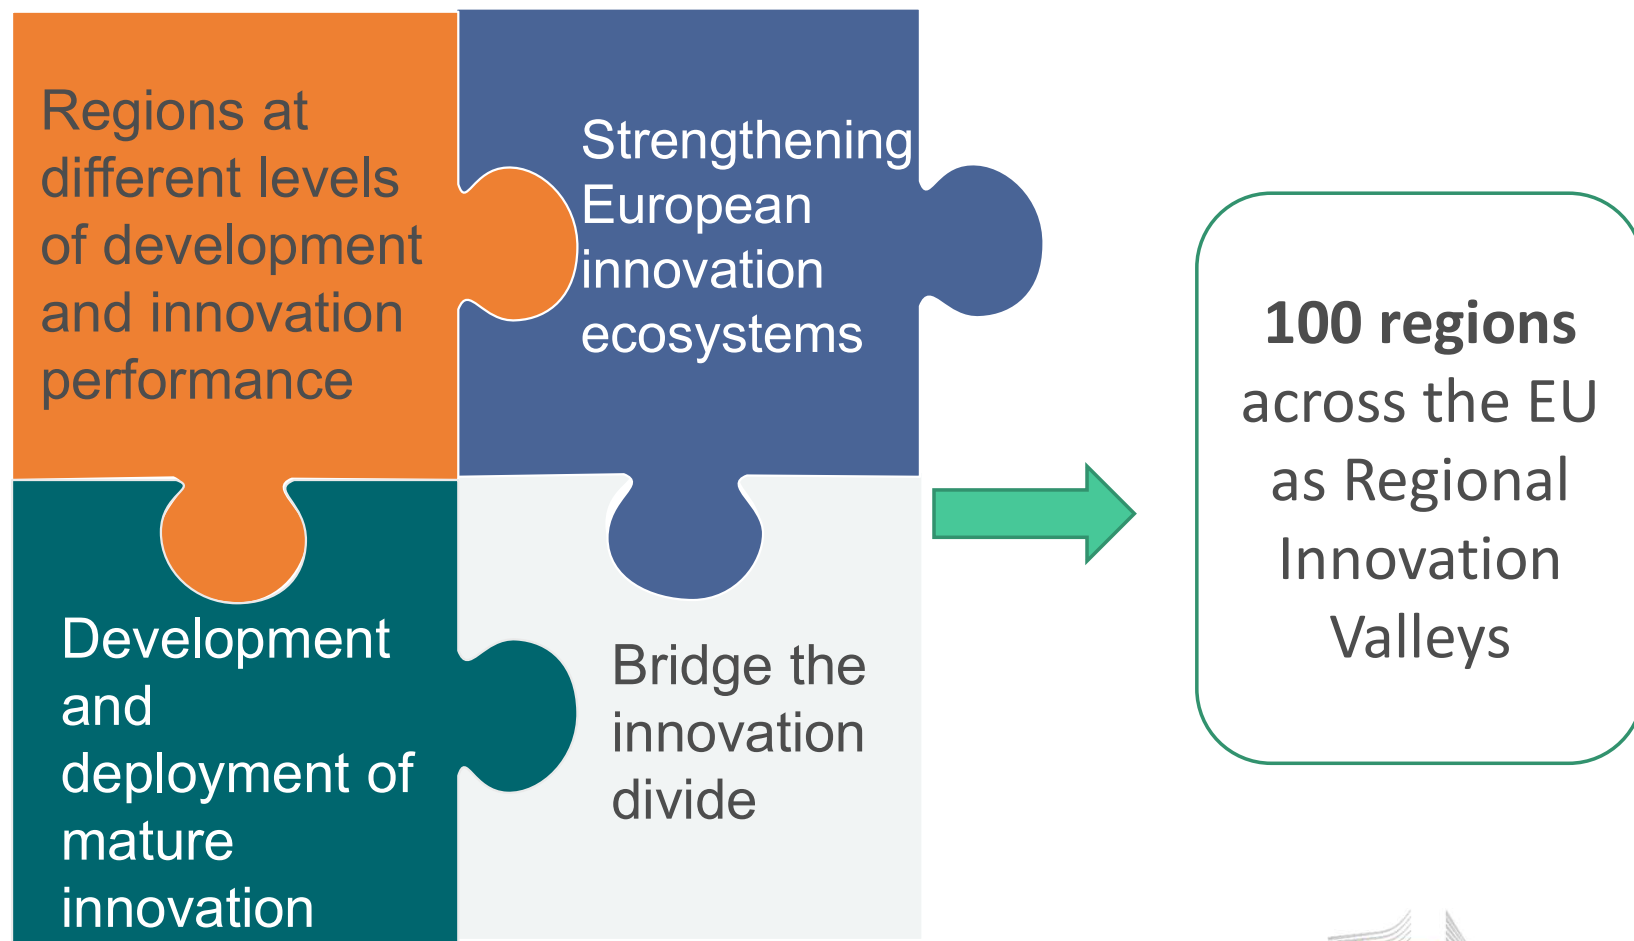 Regions at
different levels
of development
and innovation
performance
Strengthening
European
innovation
ecosystems
Development
and
deployment of
mature
innovation
Bridge the
innovation
divide
100 regions
across the EU
as Regional
Innovation
Valleys